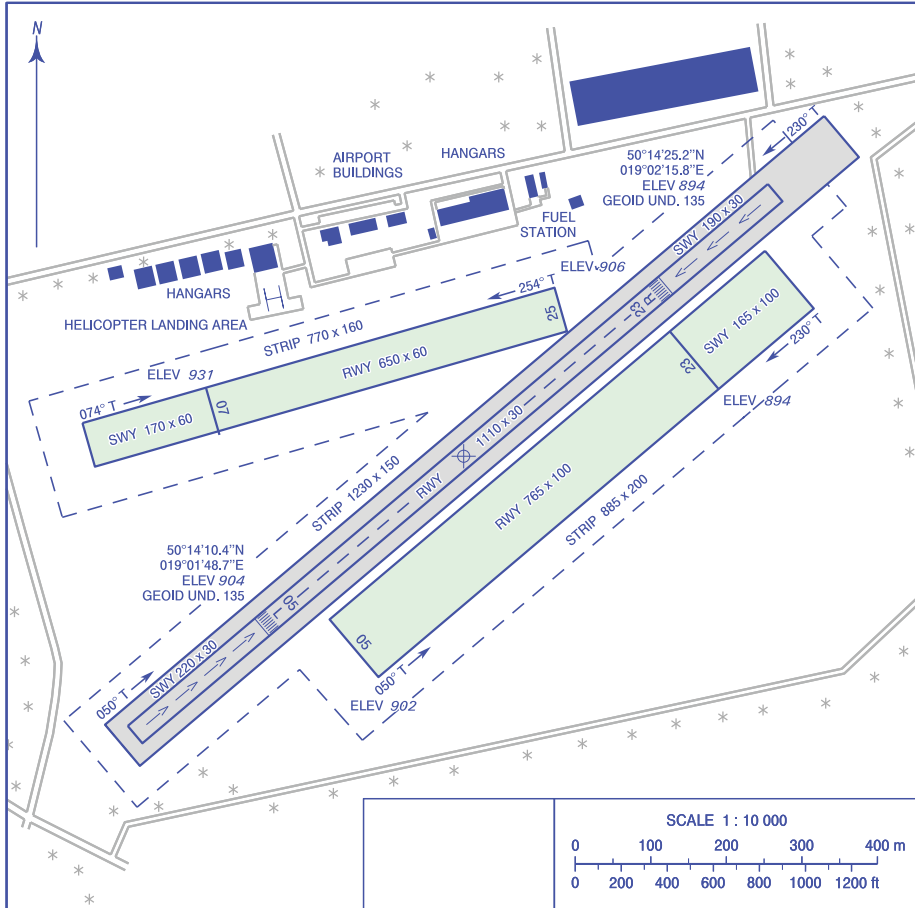 N
AIRPORT
BUILDINGS
HANGARS
50°14'25.2"N
019°02'15.8"E
ELEV 894
GEOID UND. 135
230° T
FUEL
STATION
SWY 190 x 30
ELEV 906
HANGARS
254° T
HELICOPTER LANDING AREA
H
STRIP 770 x 160
25
23
R
SWY 165 x 100
230° T
RWY 650 x 60
ELEV 931
074° T
07
SWY 170 x 60
23
ELEV 894
RWY 1110 x 30
STRIP 1230 x 150
RWY 765 x 100
STRIP 885 x 200
50°14'10.4"N
019°01'48.7"E
ELEV 904
GEOID UND. 135
05
L
05
SWY 220 x 30
050° T
050° T
ELEV 902
SCALE 1 : 10 000
0 100 200 300 400 m
0 200 400 600 800 1000 1200 ft